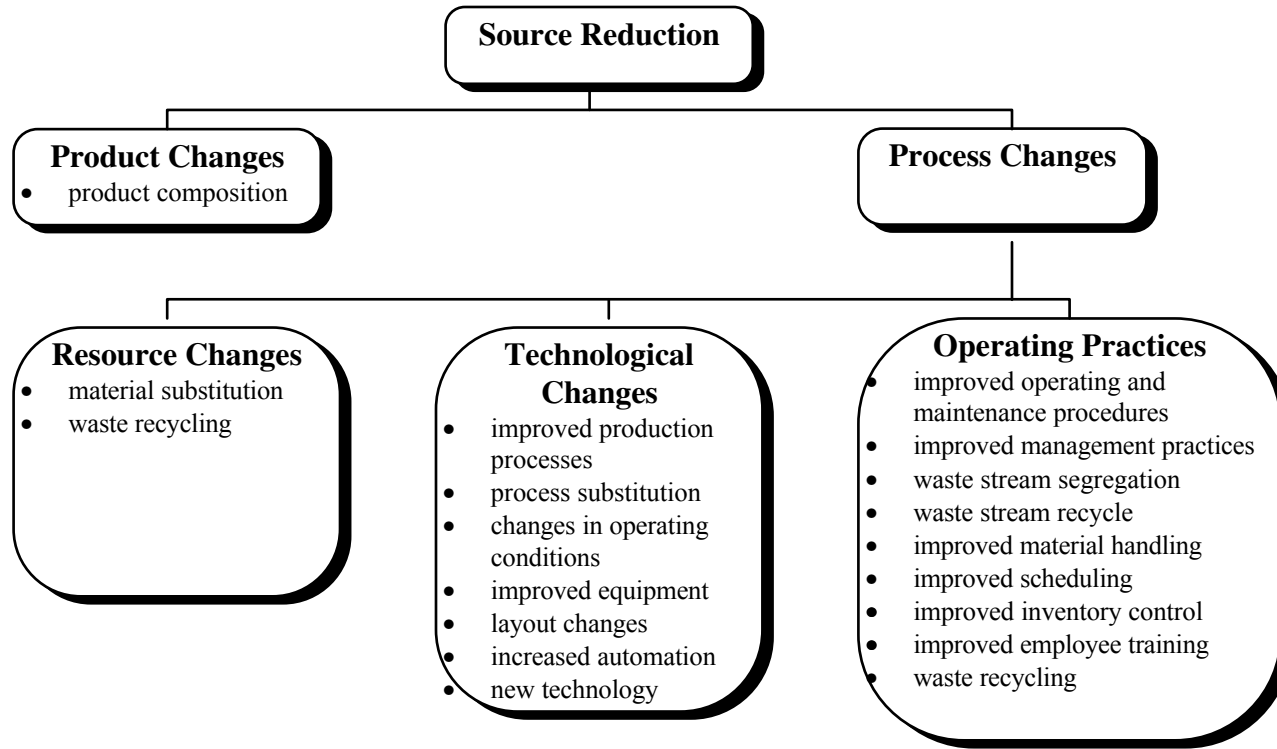 Source Reduction
Product Changes
• product composition
Process Changes
Resource Changes
• material substitution
• waste recycling
Technological
Changes
• improved production
processes
• process substitution
• changes in operating
conditions
• improved equipment
• layout changes
• increased automation
• new technology
Operating Practices
• improved operating and
maintenance procedures
• improved management practices
• waste stream segregation
• waste stream recycle
• improved material handling
• improved scheduling
• improved inventory control
• improved employee training
• waste recycling